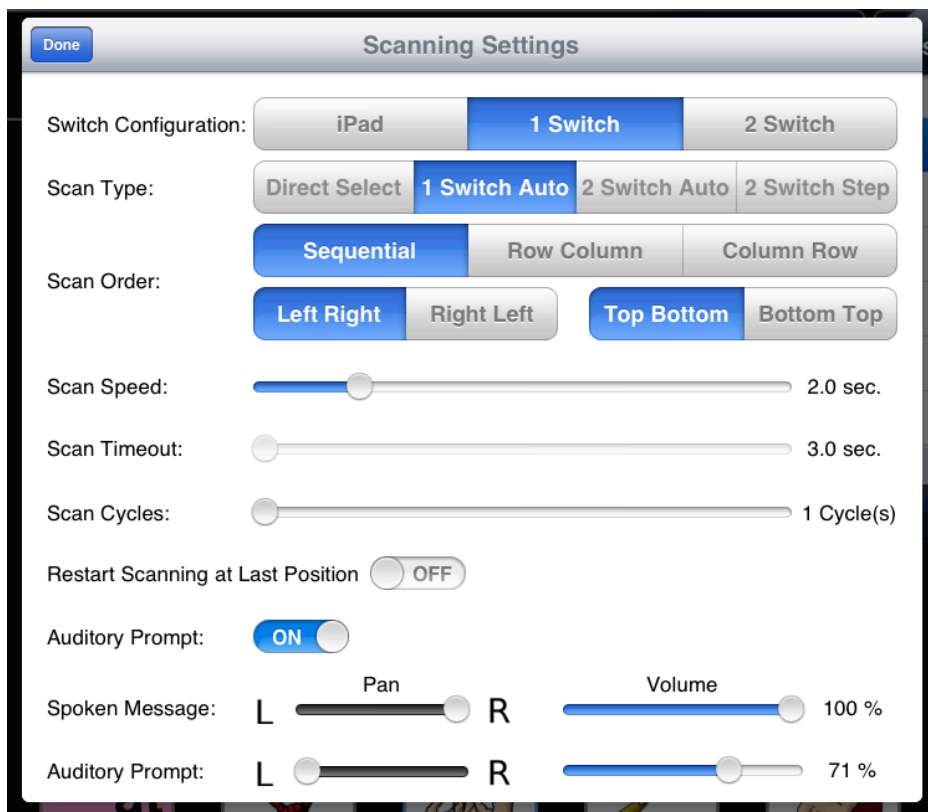 Done Scanning Settings
Switch Configuration: iPad 1 Switch 2 Switch
Scan Type: Direct Select 1 Switch Auto 2 Switch Auto 2 Switch Step
Sequential Row Column Column Row
Scan Order:
Left Right Right Left Top Bottom Bottom Top
Scan Speed: 2.0 sec.
Scan Timeout: 3.0 sec.
Scan Cycles: 1 Cycle(s)
Restart Scanning at Last Position OFF
Auditory Prompt: ON
Pan Volume
Spoken Message: L R 100 %
Auditory Prompt: L R 71 %
at